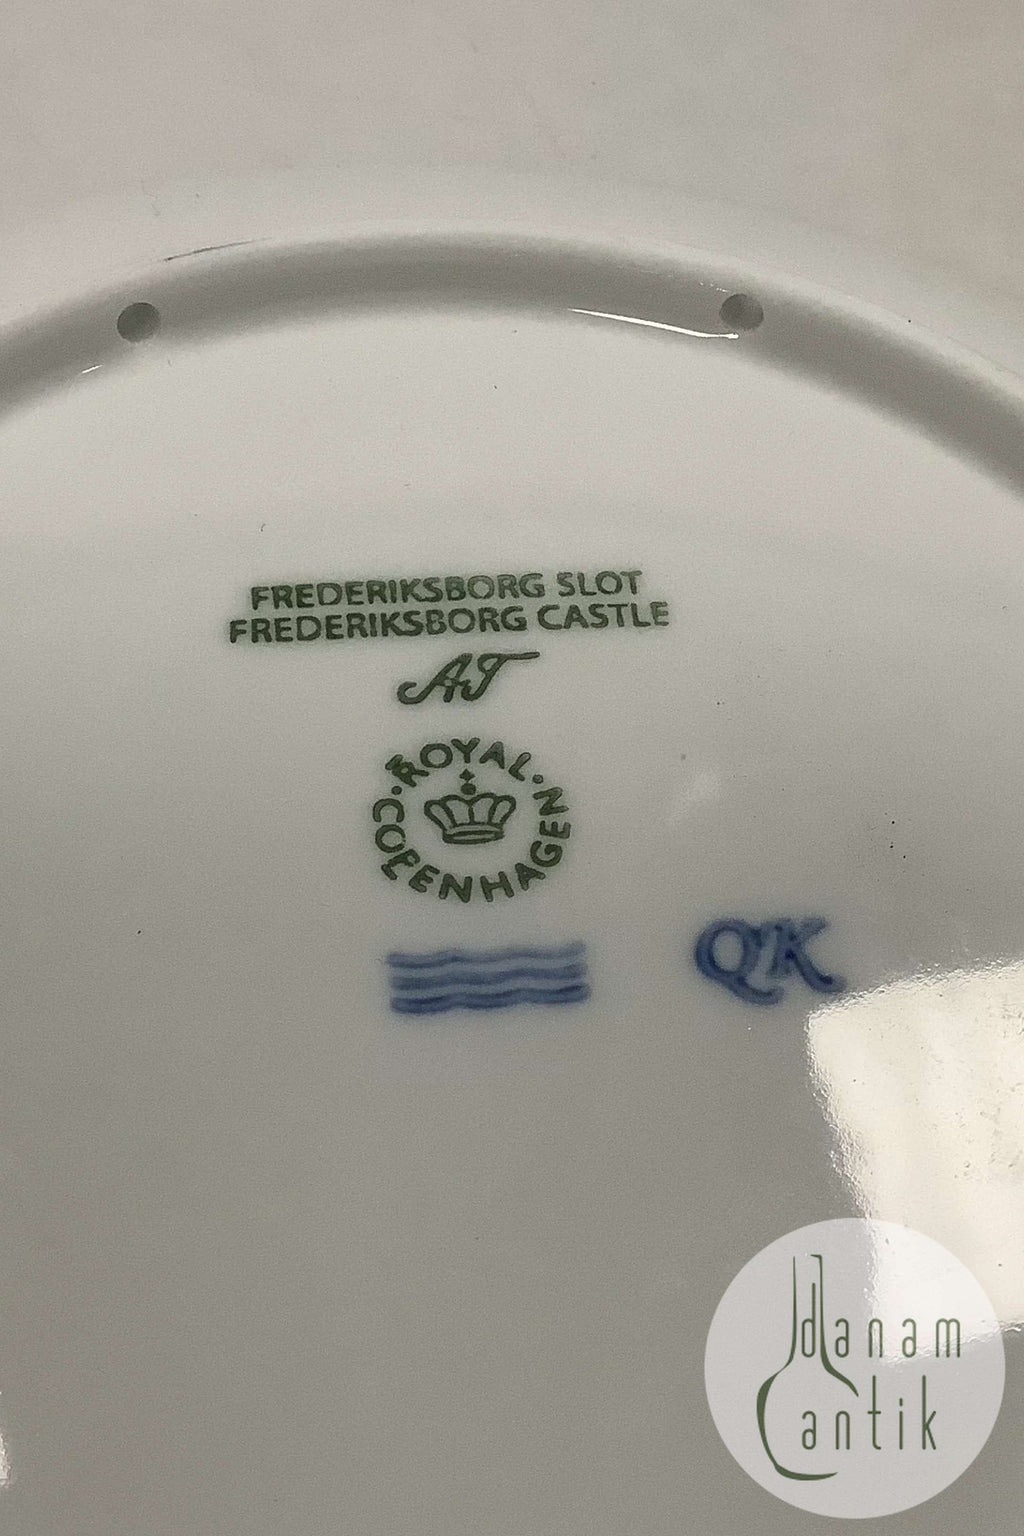 FREDERIKSBORG SLOT
FREDERIKSBORG CASTLE
AT
ROYAL · COPENHAGEN ·
QK
danam
antik